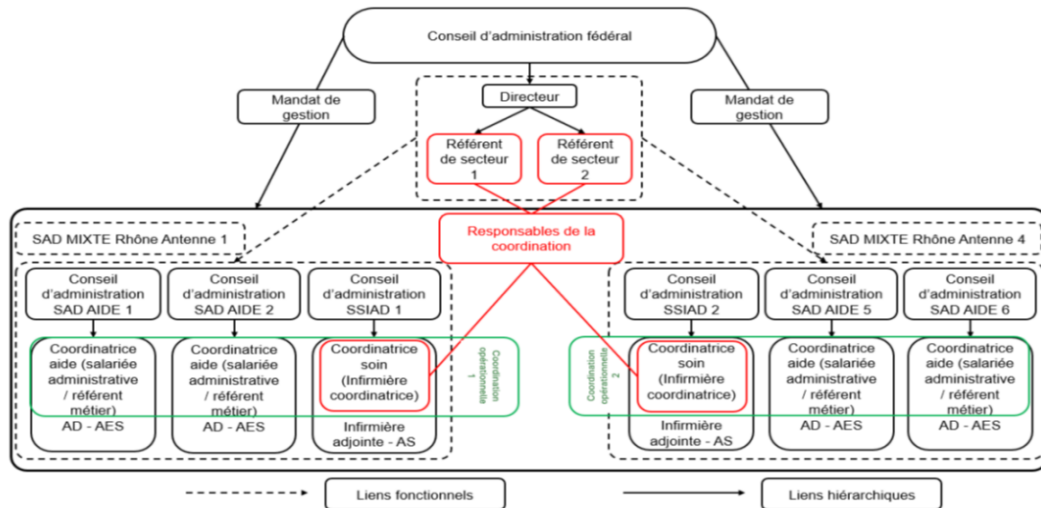 Conseil d'administration fédéral
Mandat de
gestion
Directeur
Mandat de
gestion
Référent
de secteur
1
Référent
de secteur
2
SAD MIXTE Rhône Antenne 1
Responsables de la
coordination
SAD MIXTE Rhône Antenne 4
Conseil
d'administration
SAD AIDE 1
Conseil
d'administration
SAD AIDE 2
Conseil
d'administration
SSIAD 1
Conseil
d'administration
SSIAD 2
Conseil
d'administration
SAD AIDE 5
Conseil
d'administration
SAD AIDE 6
Coordinatrice
aide (salariée
administrative
/ référent
métier)
AD - AES
Coordinatrice
aide (salariée
administrative
/ référent
métier)
AD - AES
Coordinatrice
soin
(Infirmière
coordinatrice)
Infirmière
adjointe - AS
Coordination
opérationnelle
1
Coordination
opérationnelle
2
Coordinatrice
soin
(Infirmière
coordinatrice)
Infirmière
adjointe - AS
Coordinatrice
aide (salariée
administrative
/ référent
métier)
AD - AES
Coordinatrice
aide (salariée
administrative
/ référent
métier)
AD - AES
Liens fonctionnels
Liens hiérarchiques